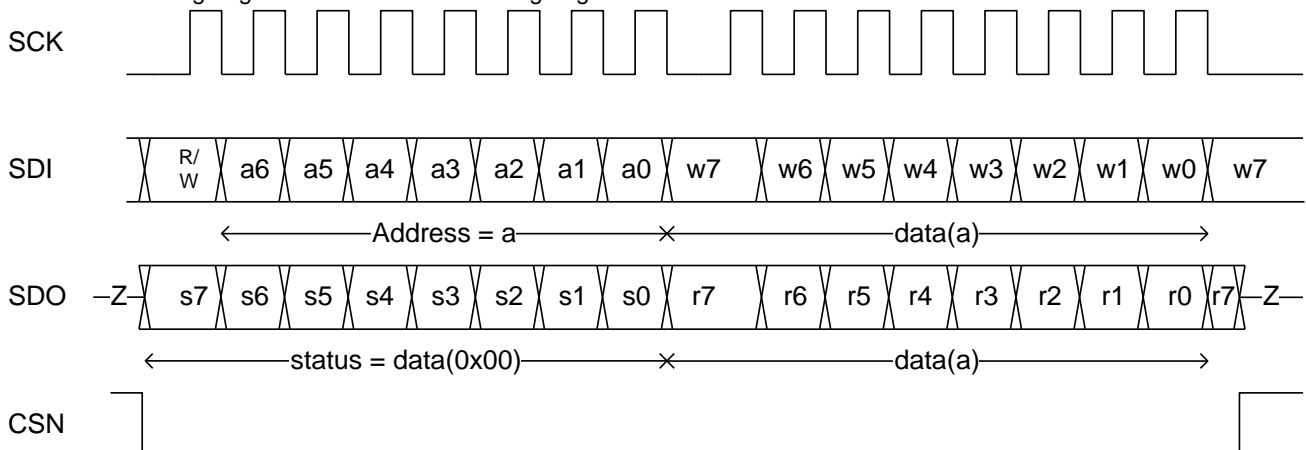 SCK
SDI R/ W a6 a5 a4 a3 a2 a1 a0 w7 w6 w5 w4 w3 w2 w1 w0 w7
Address = a data(a)
SDO Z s7 s6 s5 s4 s3 s2 s1 s0 r7 r6 r5 r4 r3 r2 r1 r0 r7 Z
status = data(0x00) data(a)
CSN